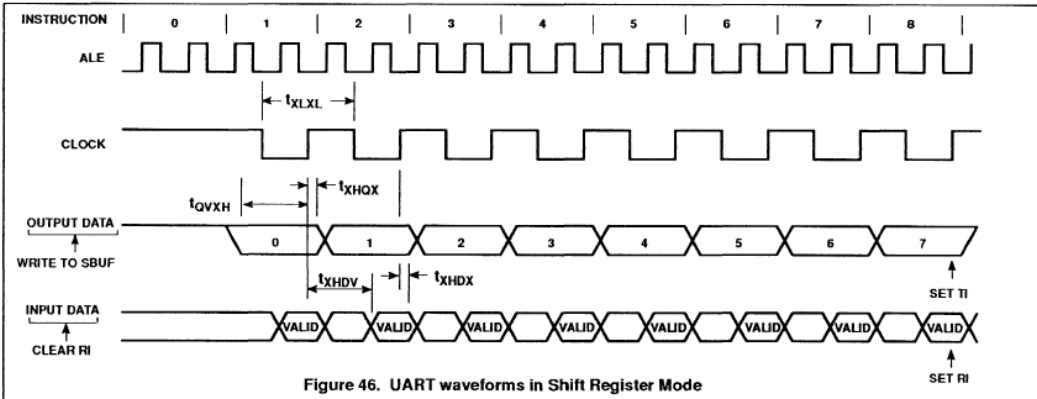 INSTRUCTION | 0 | 1 | 2 | 3 | 4 | 5 | 6 | 7 | 8 |
ALE
tXLXL
CLOCK
tXHQX
tQVXH
OUTPUT DATA 0 1 2 3 4 5 6 7
WRITE TO SBUF
tXHDV tXHDX
SET TI
INPUT DATA VALID VALID VALID VALID VALID VALID VALID VALID
CLEAR RI
SET RI
Figure 46. UART waveforms in Shift Register Mode